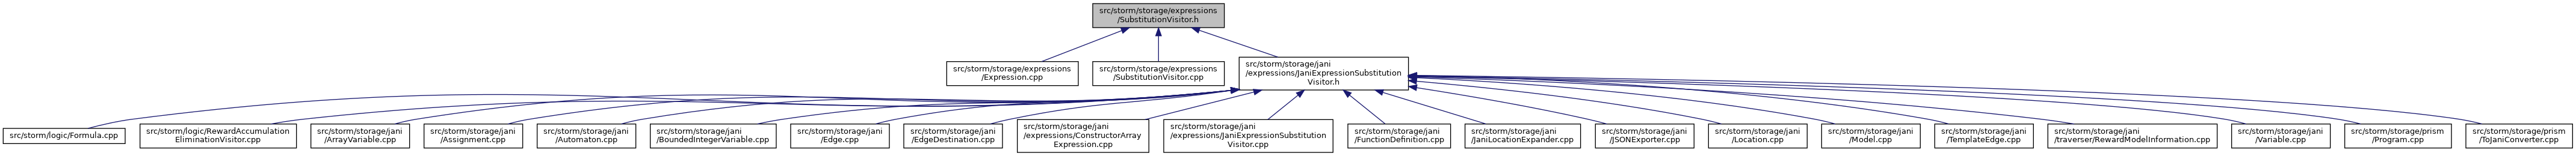 src/storm/storage/expressions
/SubstitutionVisitor.h
src/storm/storage/expressions
/Expression.cpp
src/storm/storage/expressions
/SubstitutionVisitor.cpp
src/storm/storage/jani
/expressions/JaniExpressionSubstitution
Visitor.h
src/storm/logic/Formula.cpp
src/storm/logic/RewardAccumulation
EliminationVisitor.cpp
src/storm/storage/jani
/ArrayVariable.cpp
src/storm/storage/jani
/Assignment.cpp
src/storm/storage/jani
/Automaton.cpp
src/storm/storage/jani
/BoundedIntegerVariable.cpp
src/storm/storage/jani
/Edge.cpp
src/storm/storage/jani
/EdgeDestination.cpp
src/storm/storage/jani
/expressions/ConstructorArray
Expression.cpp
src/storm/storage/jani
/expressions/JaniExpressionSubstitution
Visitor.cpp
src/storm/storage/jani
/FunctionDefinition.cpp
src/storm/storage/jani
/JaniLocationExpander.cpp
src/storm/storage/jani
/JSONExporter.cpp
src/storm/storage/jani
/Location.cpp
src/storm/storage/jani
/Model.cpp
src/storm/storage/jani
/TemplateEdge.cpp
src/storm/storage/jani
/traverser/RewardModelInformation.cpp
src/storm/storage/jani
/Variable.cpp
src/storm/storage/prism
/Program.cpp
src/storm/storage/prism
/ToJaniConverter.cpp